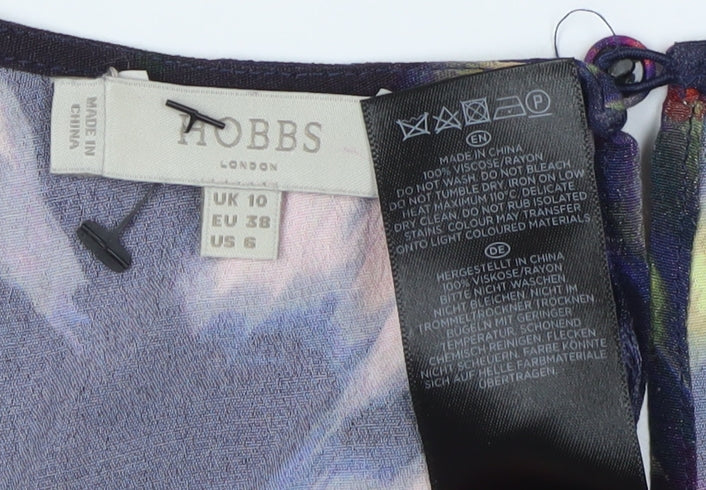 MADE IN
CHINA
HOBBS
LONDON
UK 10
EU 38
US 6
P
EN
MADE IN CHINA
100% VISCOSE/RAYON
DO NOT WASH. DO NOT BLEACH.
DO NOT TUMBLE DRY. IRON ON LOW
HEAT MAXIMUM 110°C. DELICATE
DRY CLEAN. DO NOT RUB ISOLATED
STAINS. COLOUR MAY TRANSFER
ONTO LIGHT COLOURED MATERIALS.
DE
HERGESTELLT IN CHINA
100% VISKOSE/RAYON
BITTE NICHT WASCHEN.
NICHT BLEICHEN. NICHT IM
TROMMELTROCKNER TROCKNEN.
BÜGELN MIT GERINGER
TEMPERATUR. SCHONEND
CHEMISCH REINIGEN. FLECKEN
NICHT SCHEUERN. FARBE KÖNNTE
SICH AUF HELLE FARBMATERIALE
ÜBERTRAGEN.